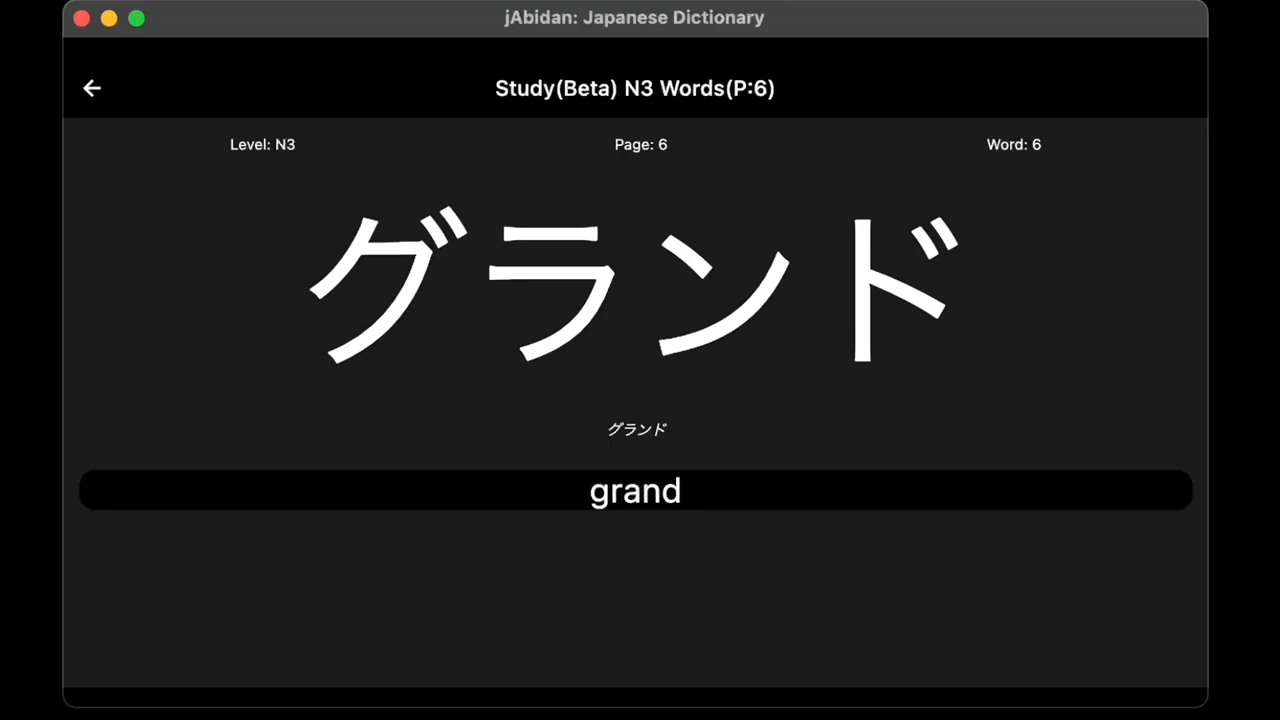 jAbidan: Japanese Dictionary
Study(Beta) N3 Words(P:6)
Level: N3
Page: 6
Word: 6
グランド
グランド
grand